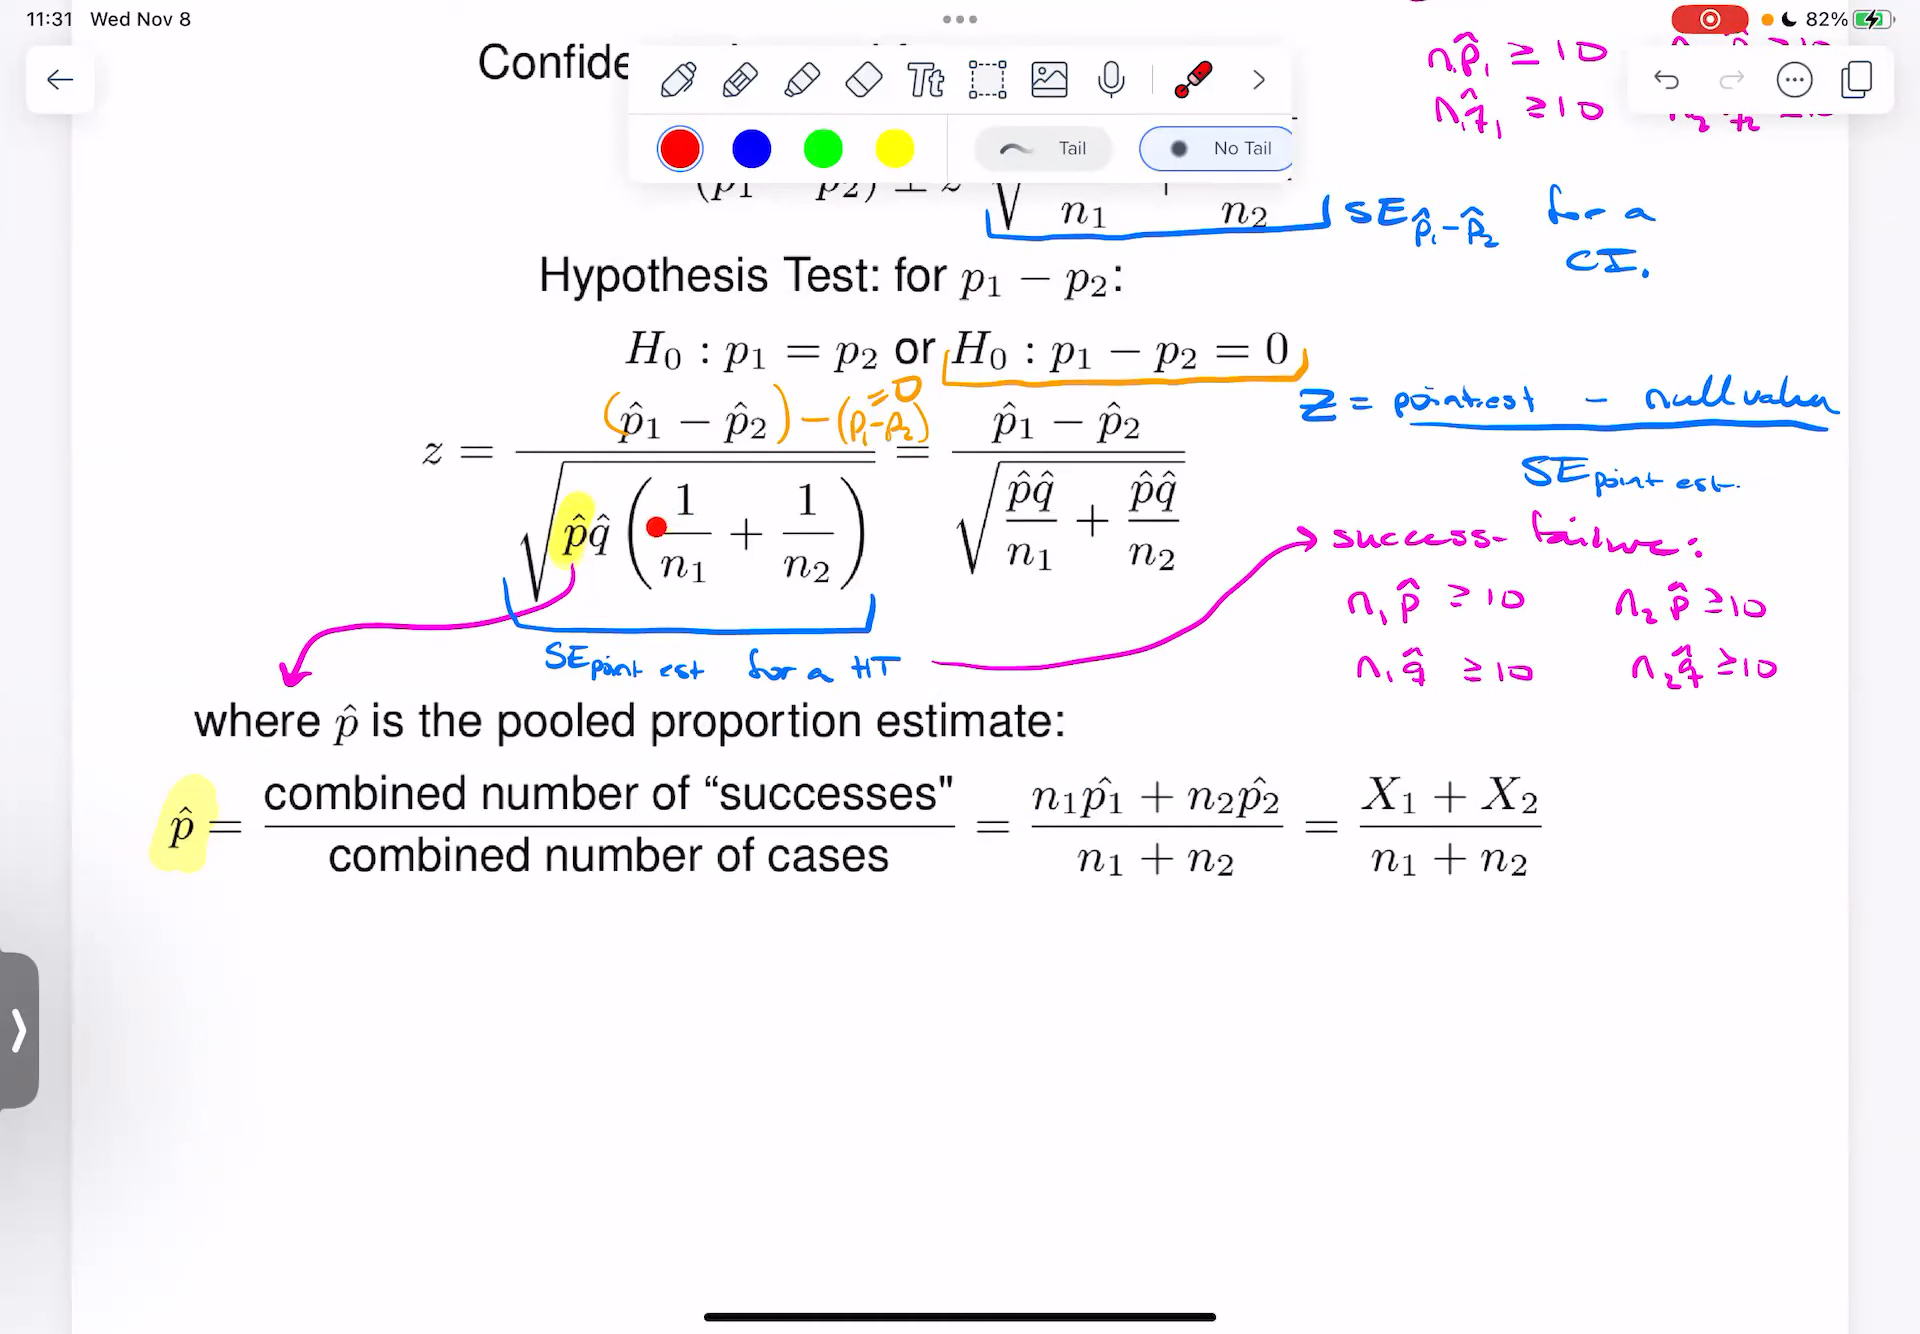 11:31 Wed Nov 8
82%
Confide
Tt
Tail
No Tail
n₁p̂₁ ≥ 10
n₁q̂₁ ≥ 10
n₁ n₂
SE p̂₁-p̂₂ for a
CI.
Hypothesis Test: for p₁ − p₂:
H₀ : p₁ = p₂ or H₀ : p₁ − p₂ = 0
z = (p̂₁ − p̂₂) − (p₁-p₂) = 0 / √(p̂q̂ (1/n₁ + 1/n₂)) = p̂₁ − p̂₂ / √(p̂q̂/n₁ + p̂q̂/n₂)
Z = point est - null value
SE point est.
SE point est for a HT
success-failure:
n₁p̂ ≥10 n₂p̂ ≥10
n₁q̂ ≥10 n₂q̂ ≥10
where p̂ is the pooled proportion estimate:
p̂ = combined number of “successes" / combined number of cases = n₁p̂₁ + n₂p̂₂ / n₁ + n₂ = X₁ + X₂ / n₁ + n₂